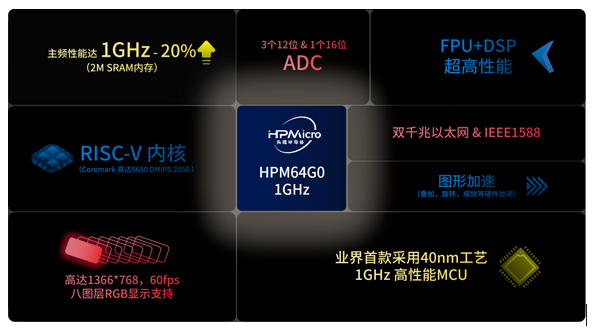 主频性能达 1GHz - 20%
（2M SRAM内存）
3个12位 & 1个16位
ADC
FPU+DSP
超高性能
RISC-V 内核
（Coremark 高达5650 DMIPS 2850 ）
HPMicro
先楫半导体
HPM64G0
1GHz
双千兆以太网 & IEEE1588
图形加速
（叠加，旋转，缩放等硬件加速）
高达1366*768，60fps
八图层RGB显示支持
业界首款采用40nm工艺
1GHz 高性能MCU